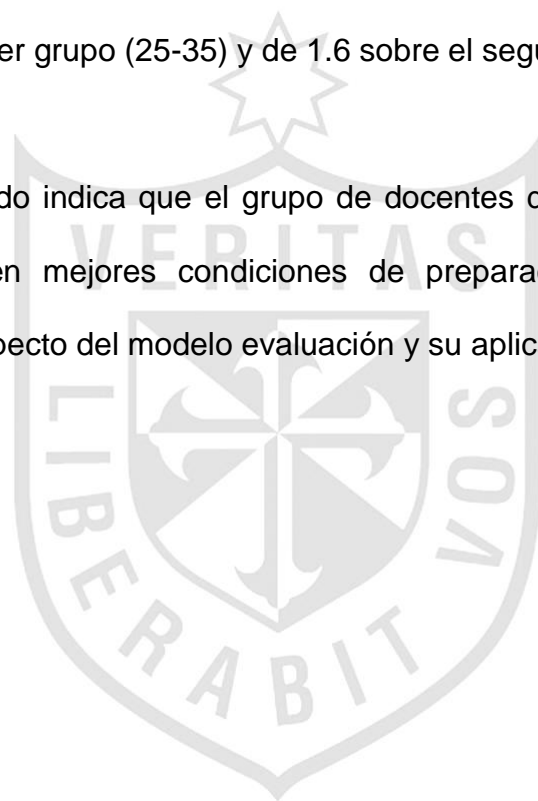 er grupo (25-35) y de 1.6 sobre el segu
do indica que el grupo de docentes
en mejores condiciones de prepara
pecto del modelo evaluación y su aplic
VERITAS
LIBERABIT VOS